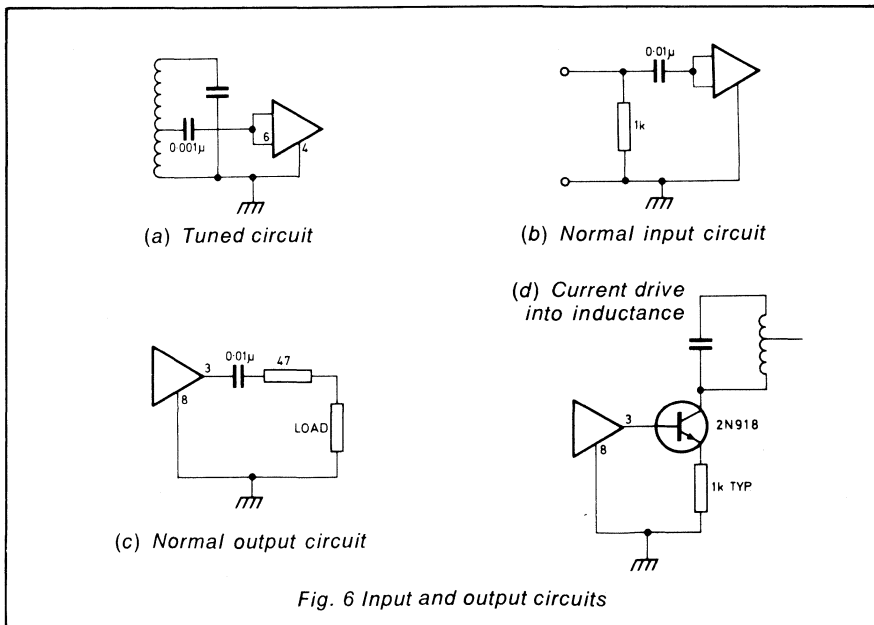 0·001µ
6
4
(a) Tuned circuit
0·01µ
1k
(b) Normal input circuit
(d) Current drive
into inductance
3
0·01µ
47
8
LOAD
(c) Normal output circuit
3
8
2N918
1k TYP.
Fig. 6 Input and output circuits